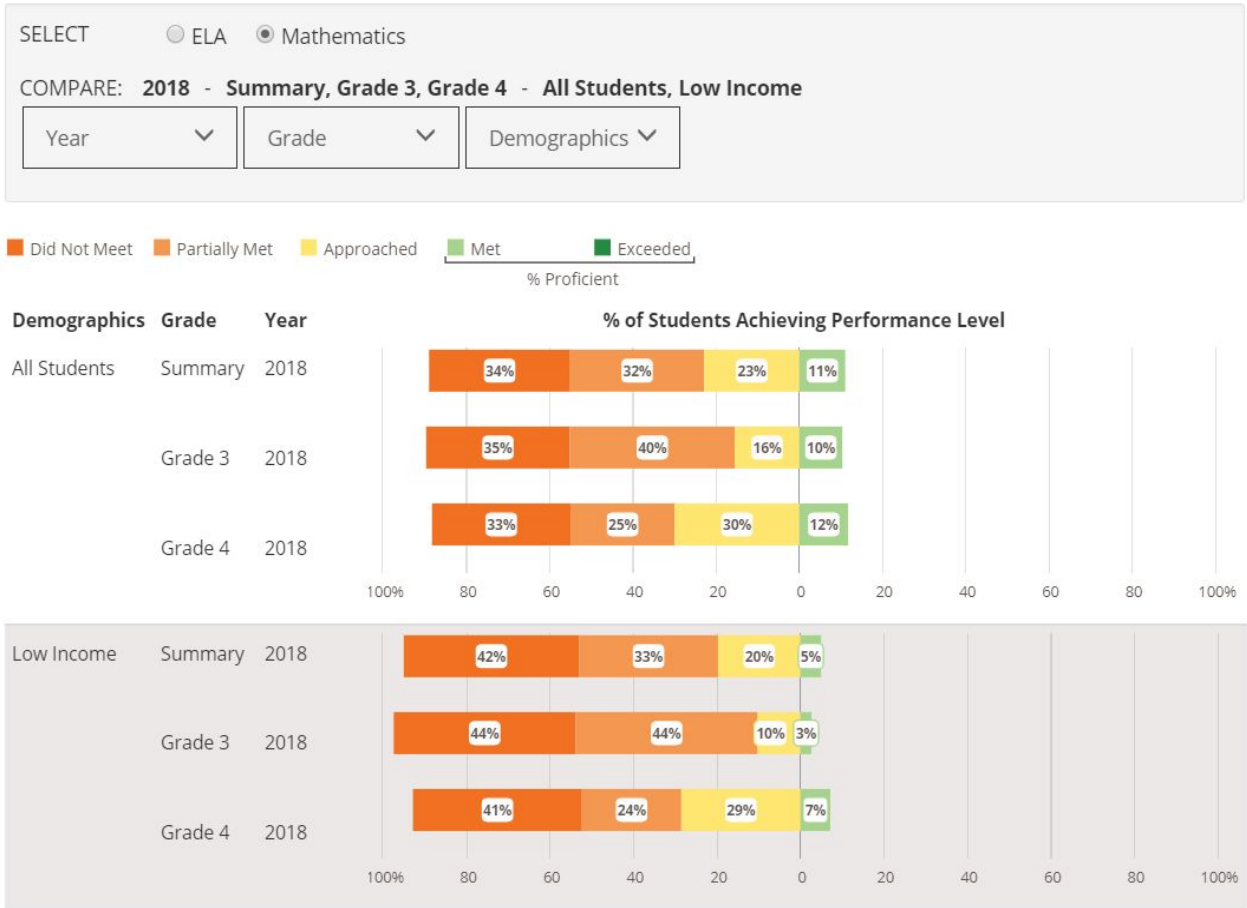 SELECT ELA Mathematics
COMPARE: 2018 - Summary, Grade 3, Grade 4 - All Students, Low Income
Year Grade Demographics
Did Not Meet Partially Met Approached Met Exceeded
% Proficient
Demographics Grade Year % of Students Achieving Performance Level
All Students Summary 2018 34% 32% 23% 11%
Grade 3 2018 35% 40% 16% 10%
Grade 4 2018 33% 25% 30% 12%
100% 80 60 40 20 0 20 40 60 80 100%
Low Income Summary 2018 42% 33% 20% 5%
Grade 3 2018 44% 44% 10% 3%
Grade 4 2018 41% 24% 29% 7%
100% 80 60 40 20 0 20 40 60 80 100%